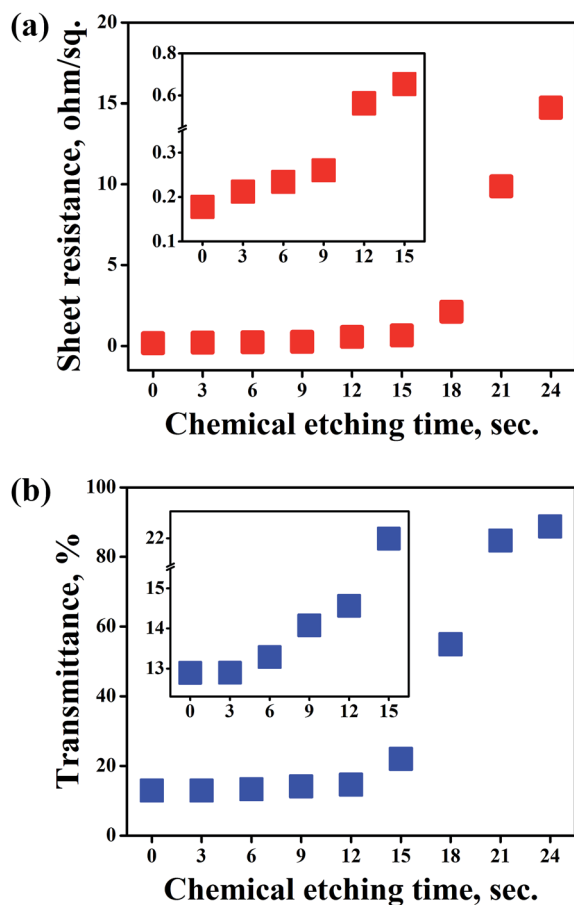 (a)
Sheet resistance, ohm/sq.
20
15
10
5
0
0.8
0.6
0.3
0.2
0.1
0 3 6 9 12 15
0 3 6 9 12 15 18 21 24
Chemical etching time, sec.
(b)
Transmittance, %
100
80
60
40
20
0
22
15
14
13
0 3 6 9 12 15
0 3 6 9 12 15 18 21 24
Chemical etching time, sec.